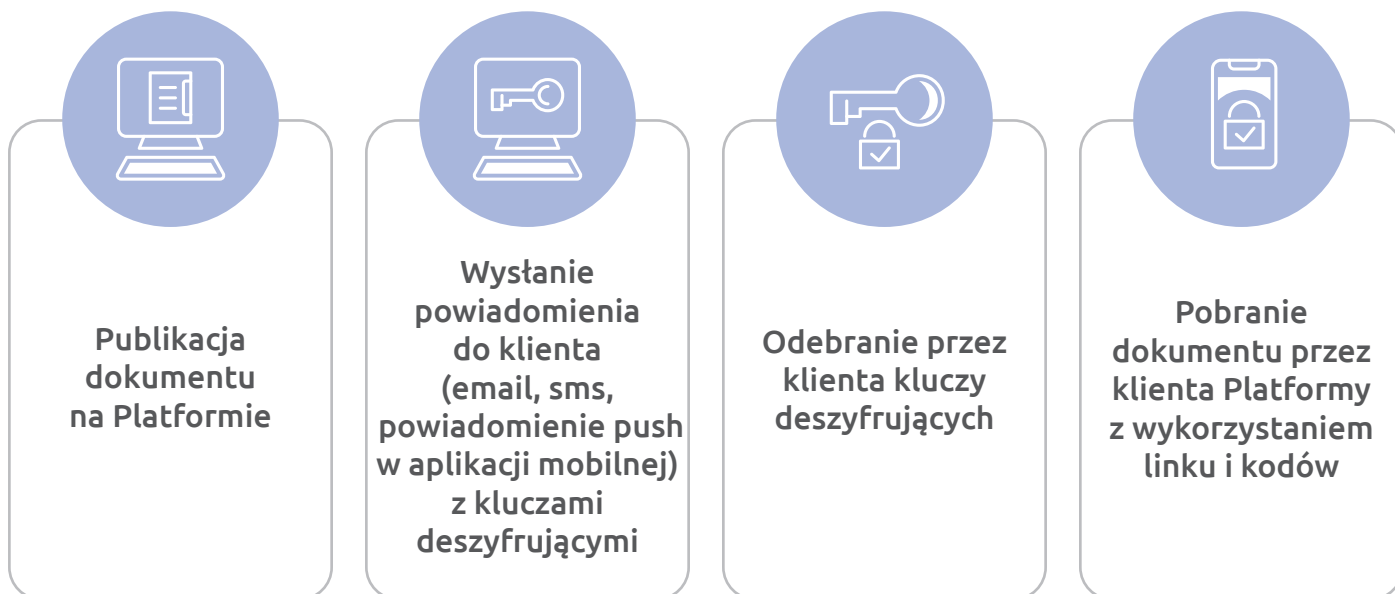 Publikacja
dokumentu
na Platformie
Wysłanie
powiadomienia
do klienta
(email, sms,
powiadomienie push
w aplikacji mobilnej)
z kluczami
deszyfrującymi
Odebranie przez
klienta kluczy
deszyfrujących
Pobranie
dokumentu przez
klienta Platformy
z wykorzystaniem
linku i kodów